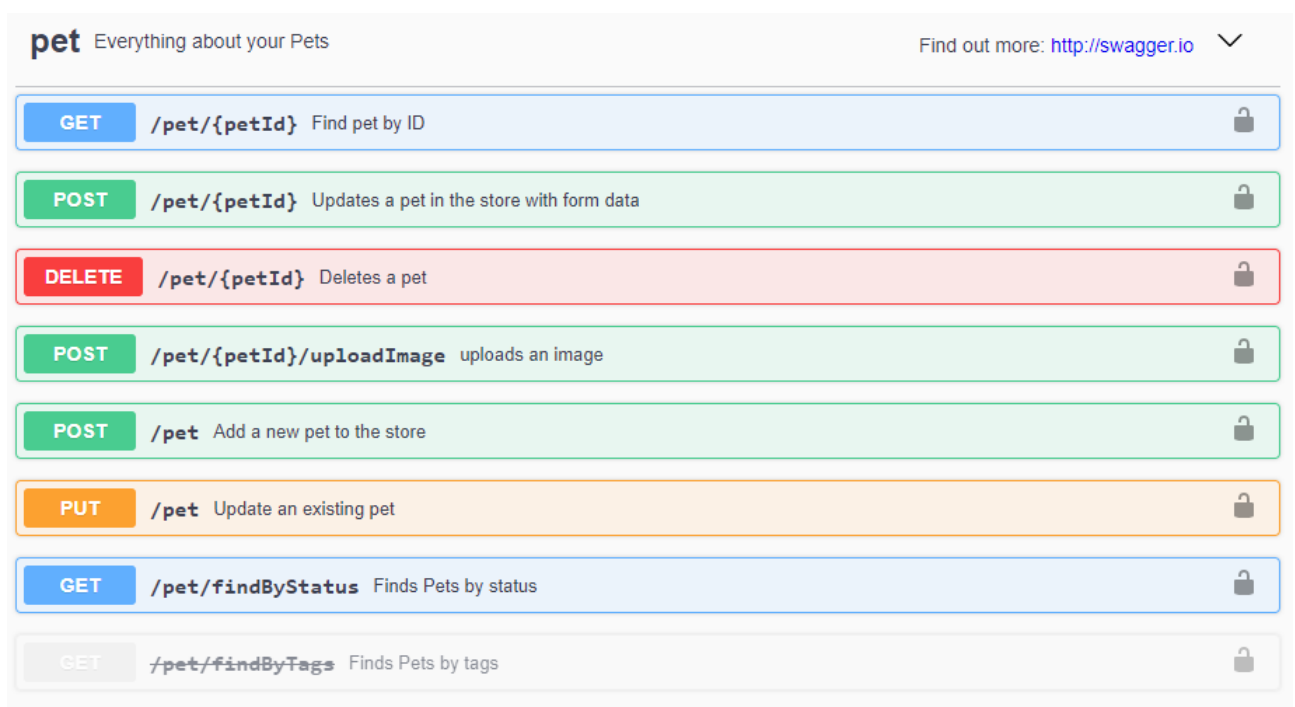 pet Everything about your Pets Find out more: http://swagger.io
GET /pet/{petId} Find pet by ID
POST /pet/{petId} Updates a pet in the store with form data
DELETE /pet/{petId} Deletes a pet
POST /pet/{petId}/uploadImage uploads an image
POST /pet Add a new pet to the store
PUT /pet Update an existing pet
GET /pet/findByStatus Finds Pets by status
GET /pet/findByTags Finds Pets by tags